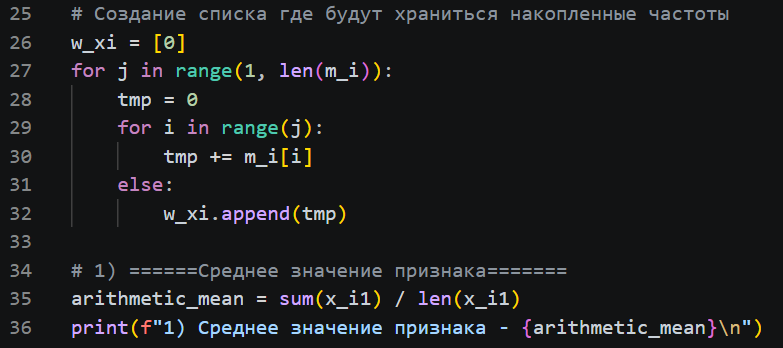 25 # Создание списка где будут храниться накопленные частоты
26 w_xi = [0]
27 for j in range(1, len(m_i)):
28     tmp = 0
29     for i in range(j):
30         tmp += m_i[i]
31     else:
32         w_xi.append(tmp)
33
34 # 1) ======Среднее значение признака=======
35 arithmetic_mean = sum(x_i1) / len(x_i1)
36 print(f"1) Среднее значение признака - {arithmetic_mean}\n")